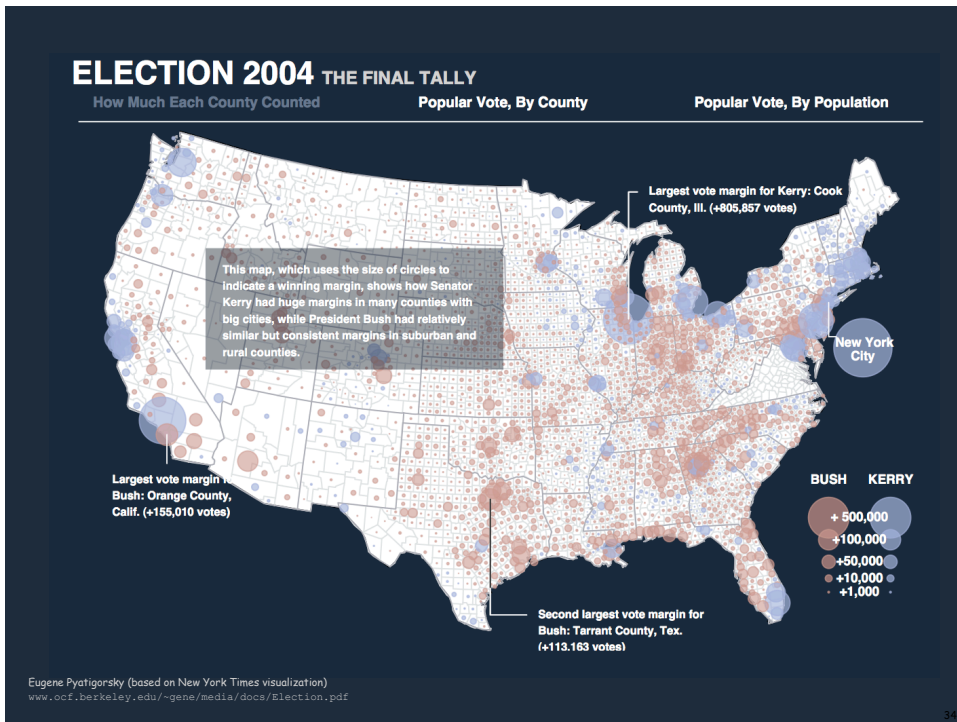 ELECTION 2004 THE FINAL TALLY
How Much Each County Counted
Popular Vote, By County
Popular Vote, By Population
Largest vote margin for Kerry: Cook
County, Ill. (+805,857 votes)
This map, which uses the size of circles to
indicate a winning margin, shows how Senator
Kerry had huge margins in many counties with
big cities, while President Bush had relatively
similar but consistent margins in suburban and
rural counties.
New York
City
Largest vote margin
Bush: Orange County,
Calif. (+155,010 votes)
BUSH KERRY
+ 500,000
+100,000
+50,000
+10,000
+1,000
Second largest vote margin for
Bush: Tarrant County, Tex.
(+113.163 votes)
Eugene Pyatigorsky (based on New York Times visualization)
www.ocf.berkeley.edu/~gene/media/docs/Election.pdf
34